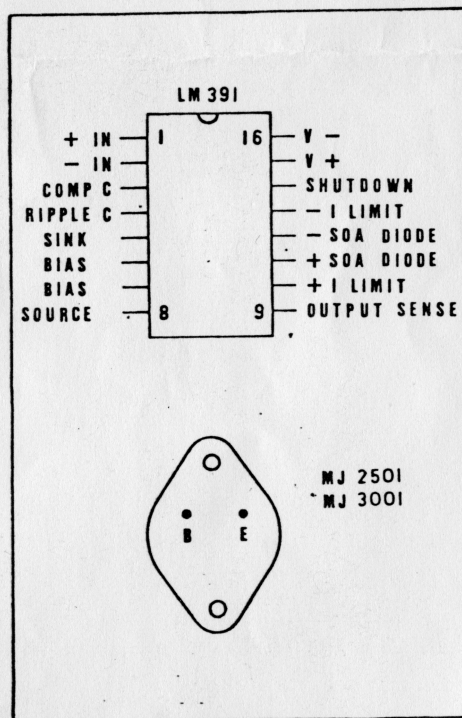 LM 391
+ IN 1 16 V -
- IN V +
COMP C SHUTDOWN
RIPPLE C - I LIMIT
SINK - SOA DIODE
BIAS + SOA DIODE
BIAS + I LIMIT
SOURCE 8 9 OUTPUT SENSE
MJ 2501
MJ 3001
B E